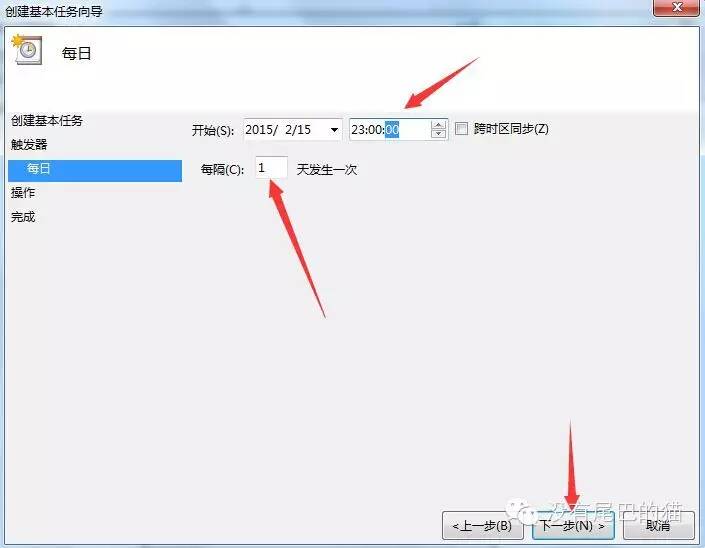 创建基本任务向导
每日
创建基本任务
触发器
每日
操作
完成
开始(S): 2015/ 2/15 23:00:00 跨时区同步(Z)
每隔(C): 1 天发生一次
没有尾巴的猫
<上一步(B) 下一步(N) > 取消